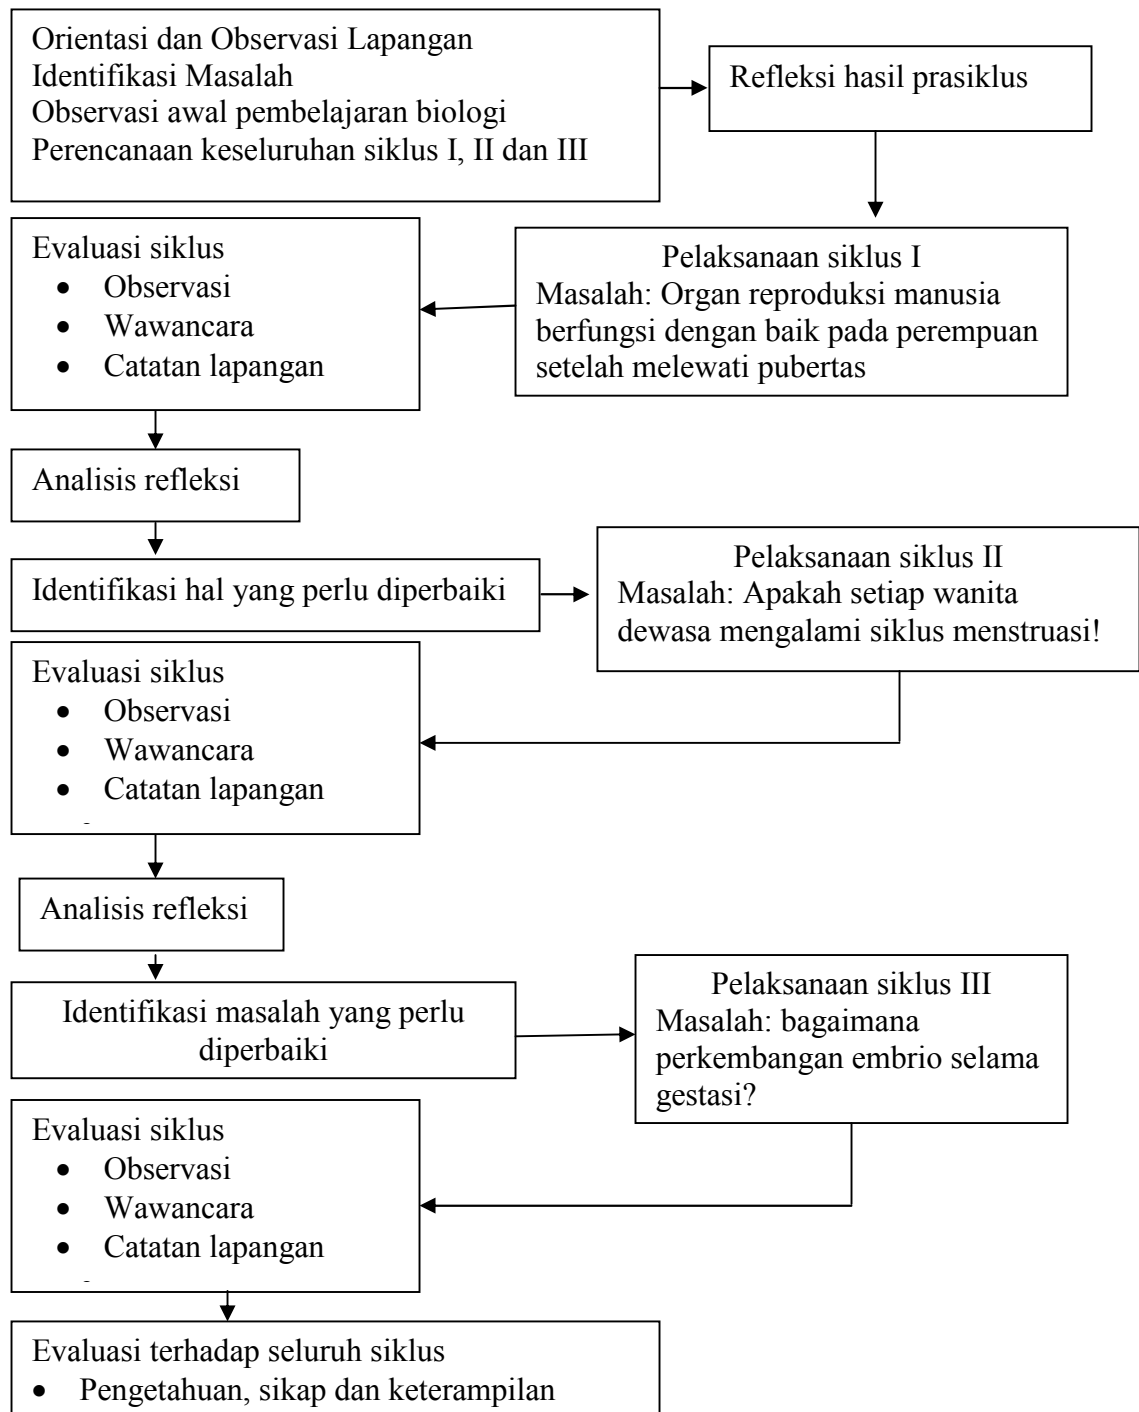 Orientasi dan Observasi Lapangan
Identifikasi Masalah
Observasi awal pembelajaran biologi
Perencanaan keseluruhan siklus I, II dan III
Refleksi hasil prasiklus
Pelaksanaan siklus I
Masalah: Organ reproduksi manusia
berfungsi dengan baik pada perempuan
setelah melewati pubertas
Evaluasi siklus
• Observasi
• Wawancara
• Catatan lapangan
Analisis refleksi
Identifikasi hal yang perlu diperbaiki
Pelaksanaan siklus II
Masalah: Apakah setiap wanita
dewasa mengalami siklus menstruasi!
Evaluasi siklus
• Observasi
• Wawancara
• Catatan lapangan
Analisis refleksi
Identifikasi masalah yang perlu
diperbaiki
Pelaksanaan siklus III
Masalah: bagaimana
perkembangan embrio selama
gestasi?
Evaluasi siklus
• Observasi
• Wawancara
• Catatan lapangan
Evaluasi terhadap seluruh siklus
• Pengetahuan, sikap dan keterampilan